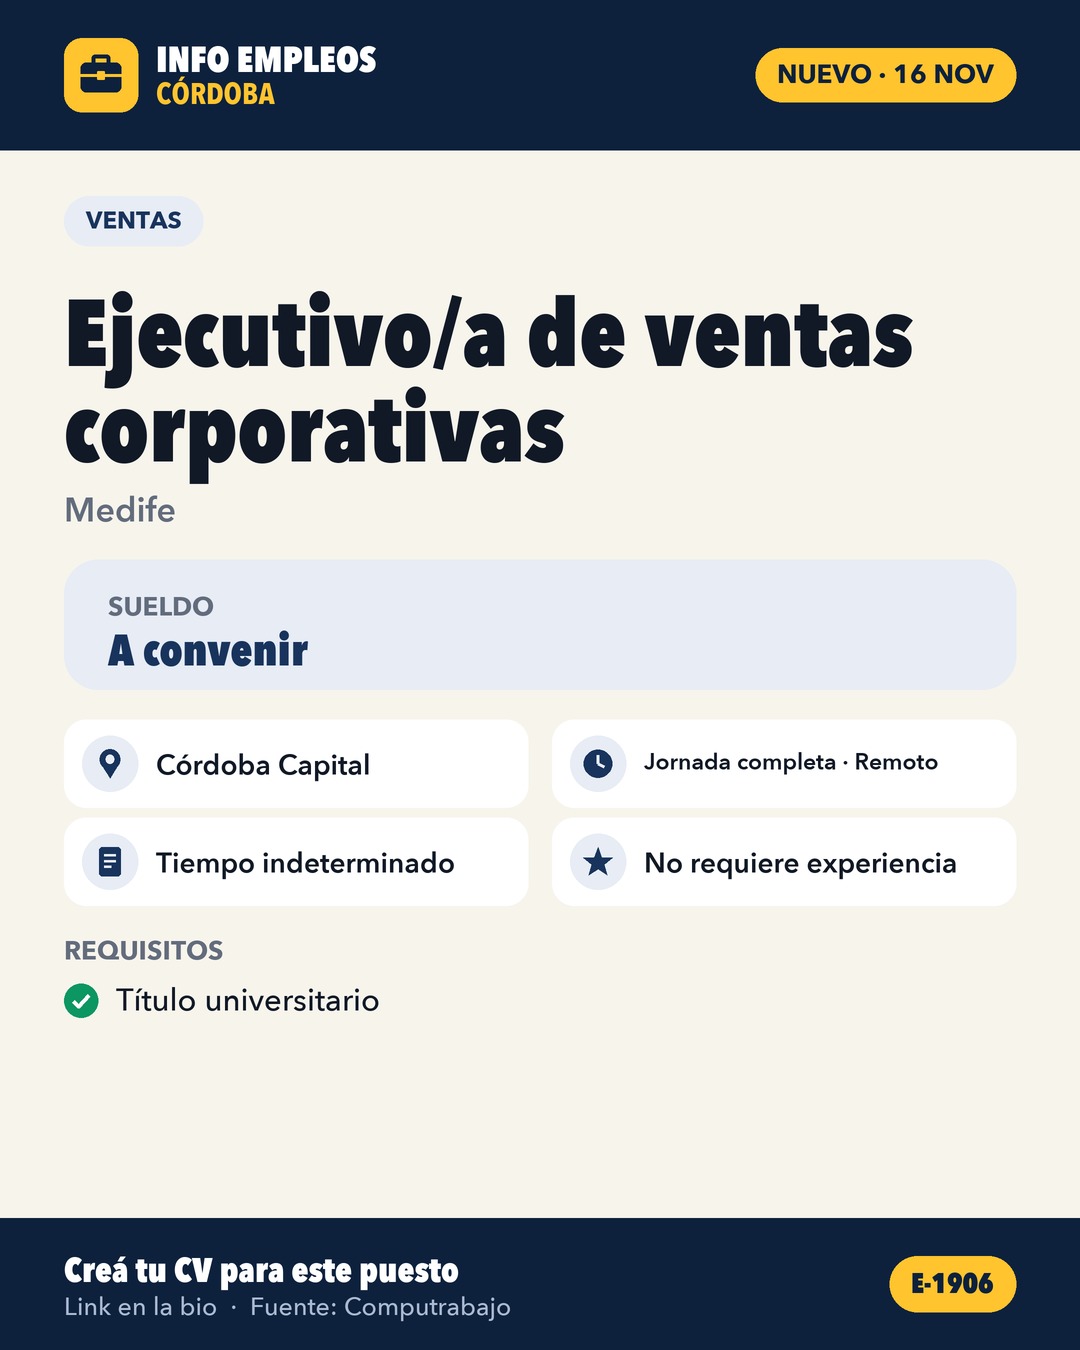 INFO EMPLEOS
CÓRDOBA
NUEVO · 16 NOV
VENTAS
Ejecutivo/a de ventas
corporativas
Medife
SUELDO
A convenir
Córdoba Capital
Jornada completa · Remoto
Tiempo indeterminado
No requiere experiencia
REQUISITOS
Título universitario
Creá tu CV para este puesto
Link en la bio · Fuente: Computrabajo
E-1906